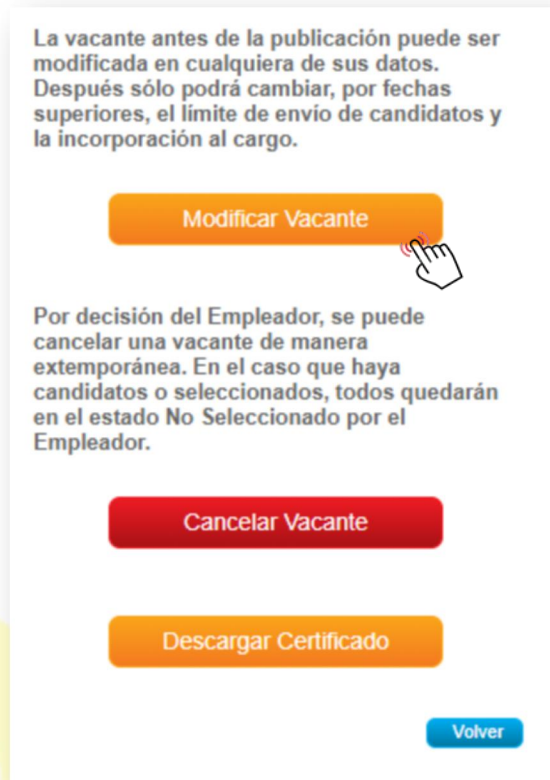 La vacante antes de la publicación puede ser
modificada en cualquiera de sus datos.
Después sólo podrá cambiar, por fechas
superiores, el límite de envío de candidatos y
la incorporación al cargo.
Modificar Vacante
Por decisión del Empleador, se puede
cancelar una vacante de manera
extemporánea. En el caso que haya
candidatos o seleccionados, todos quedarán
en el estado No Seleccionado por el
Empleador.
Cancelar Vacante
Descargar Certificado
Volver